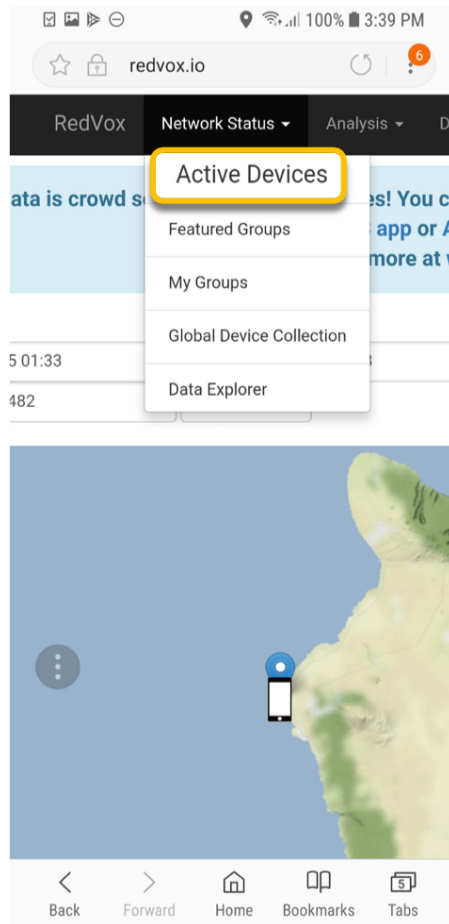 100% 3:39 PM
redvox.io
6
RedVox Network Status Analysis D
Active Devices
ata is crowd s es! You c
Featured Groups
app or A
more at
My Groups
Global Device Collection
5 01:33
Data Explorer
482
5
Back Forward Home Bookmarks Tabs